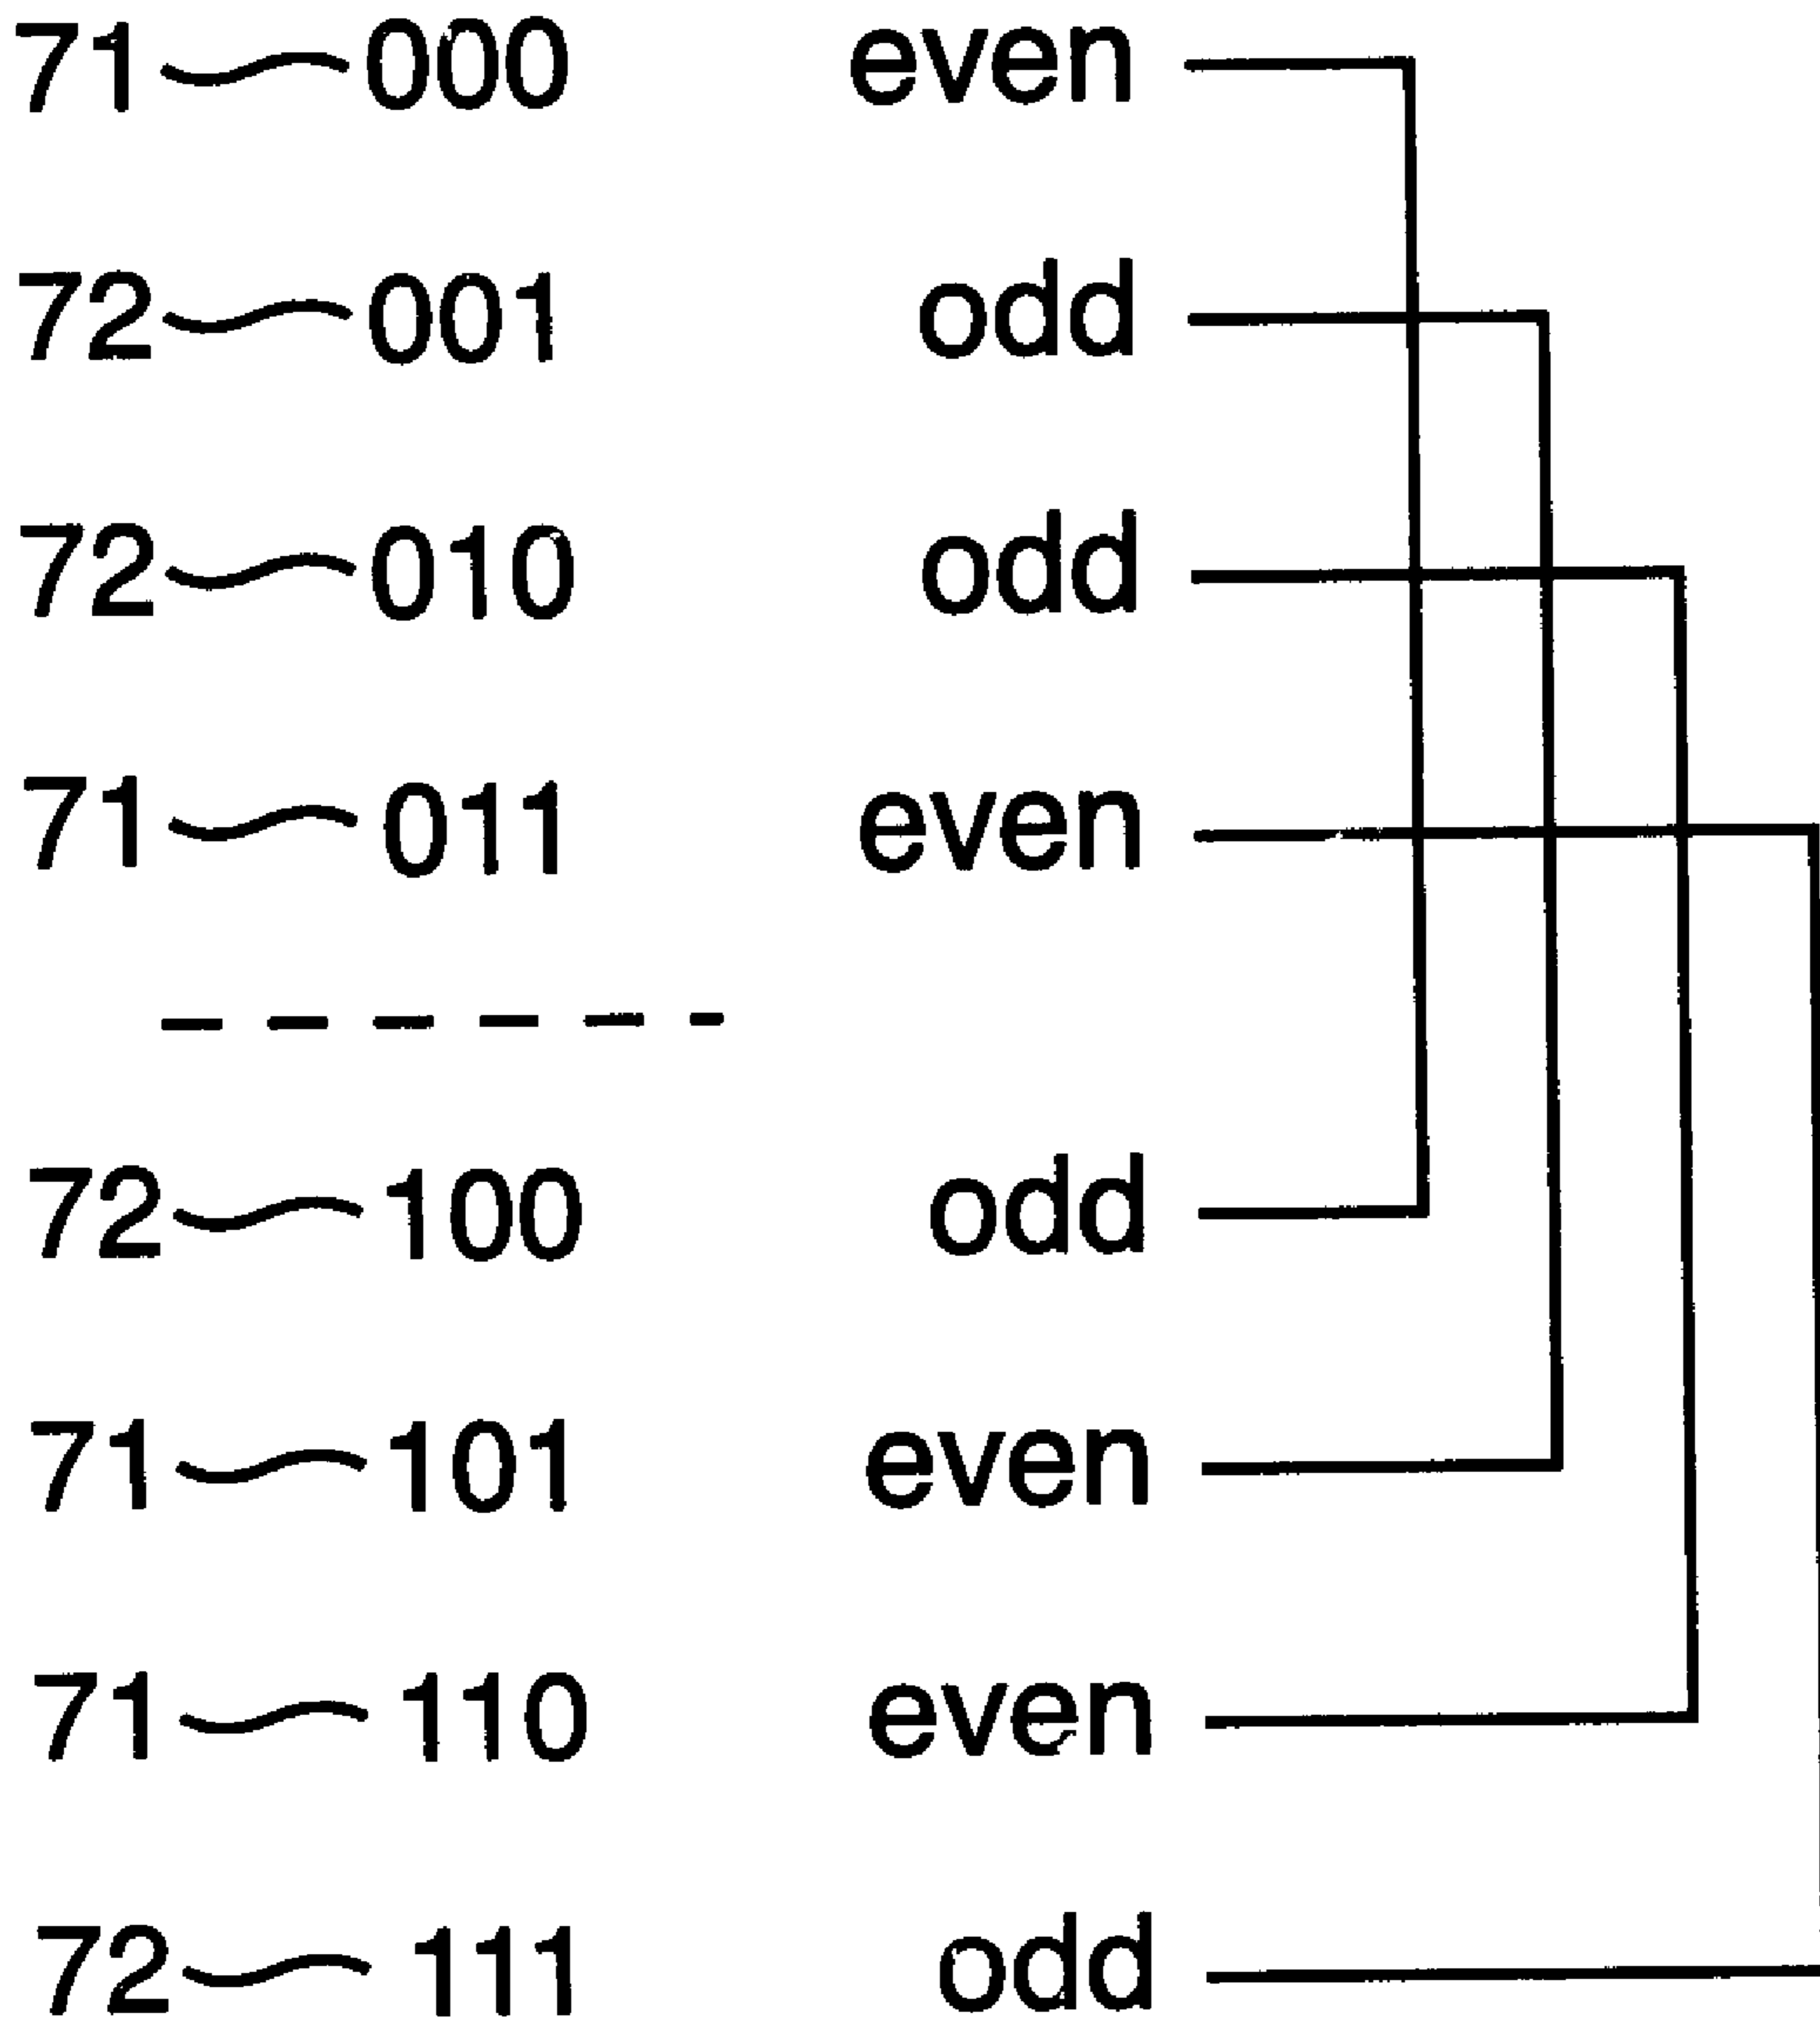 71 000 even
72 001 odd
72 010 odd
71 011 even
72 100 odd
71 101 even
71 110 even
72 111 odd